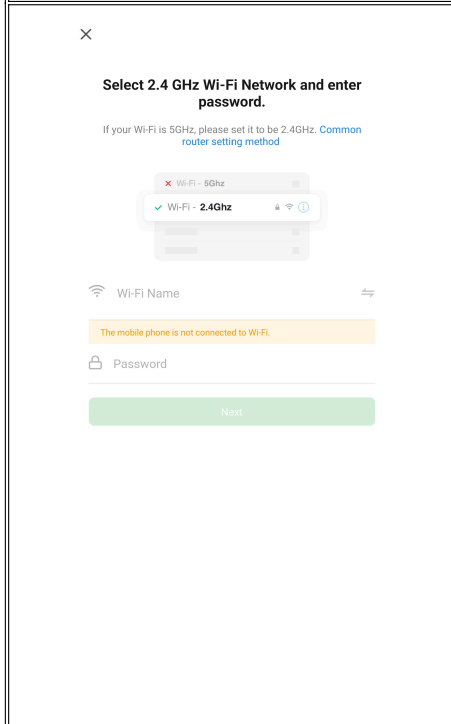 Select 2.4 GHz Wi-Fi Network and enter
password.
If your Wi-Fi is 5GHz, please set it to be 2.4GHz. Common
router setting method
Wi-Fi - 5Ghz
Wi-Fi - 2.4Ghz
Wi-Fi Name
The mobile phone is not connected to Wi-Fi.
Password
Next